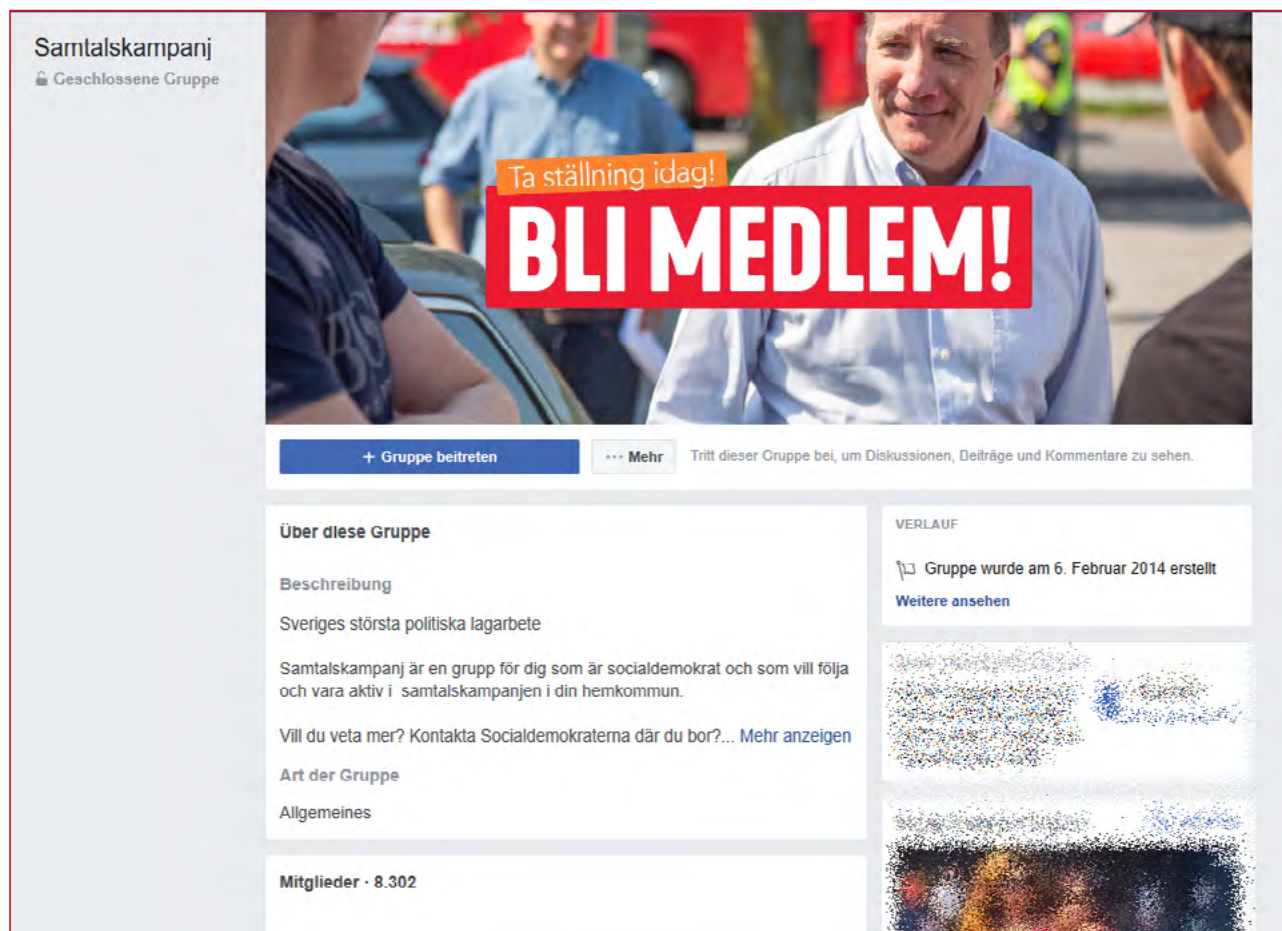 Samtalskampanj
Geschlossene Gruppe
Ta ställning idag!
BLI MEDLEM!
+ Gruppe beitreten
··· Mehr
Tritt dieser Gruppe bei, um Diskussionen, Beiträge und Kommentare zu sehen.
Über diese Gruppe
Beschreibung
Sveriges största politiska lagarbete
Samtalskampanj är en grupp för dig som är socialdemokrat och som vill följa
och vara aktiv i samtalskampanjen i din hemkommun.
Vill du veta mer? Kontakta Socialdemokraterna där du bor?... Mehr anzeigen
Art der Gruppe
Allgemeines
Mitglieder · 8.302
VERLAUF
Gruppe wurde am 6. Februar 2014 erstellt
Weitere ansehen